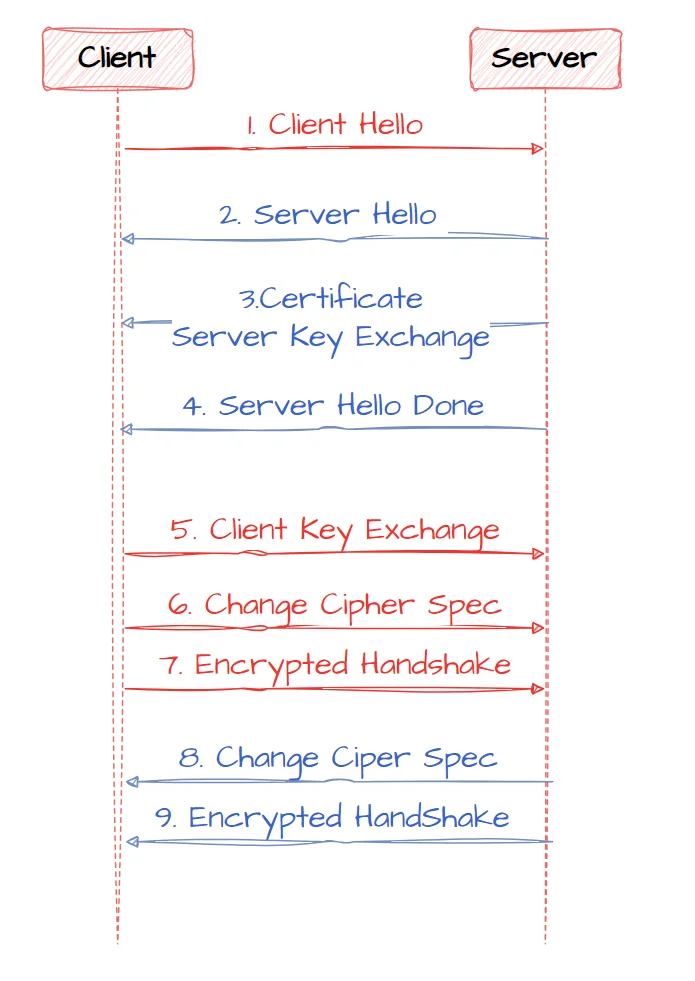 Client
Server
1. Client Hello
2. Server Hello
3.Certificate
Server Key Exchange
4. Server Hello Done
5. Client Key Exchange
6. Change Cipher Spec
7. Encrypted Handshake
8. Change Ciper Spec
9. Encrypted HandShake